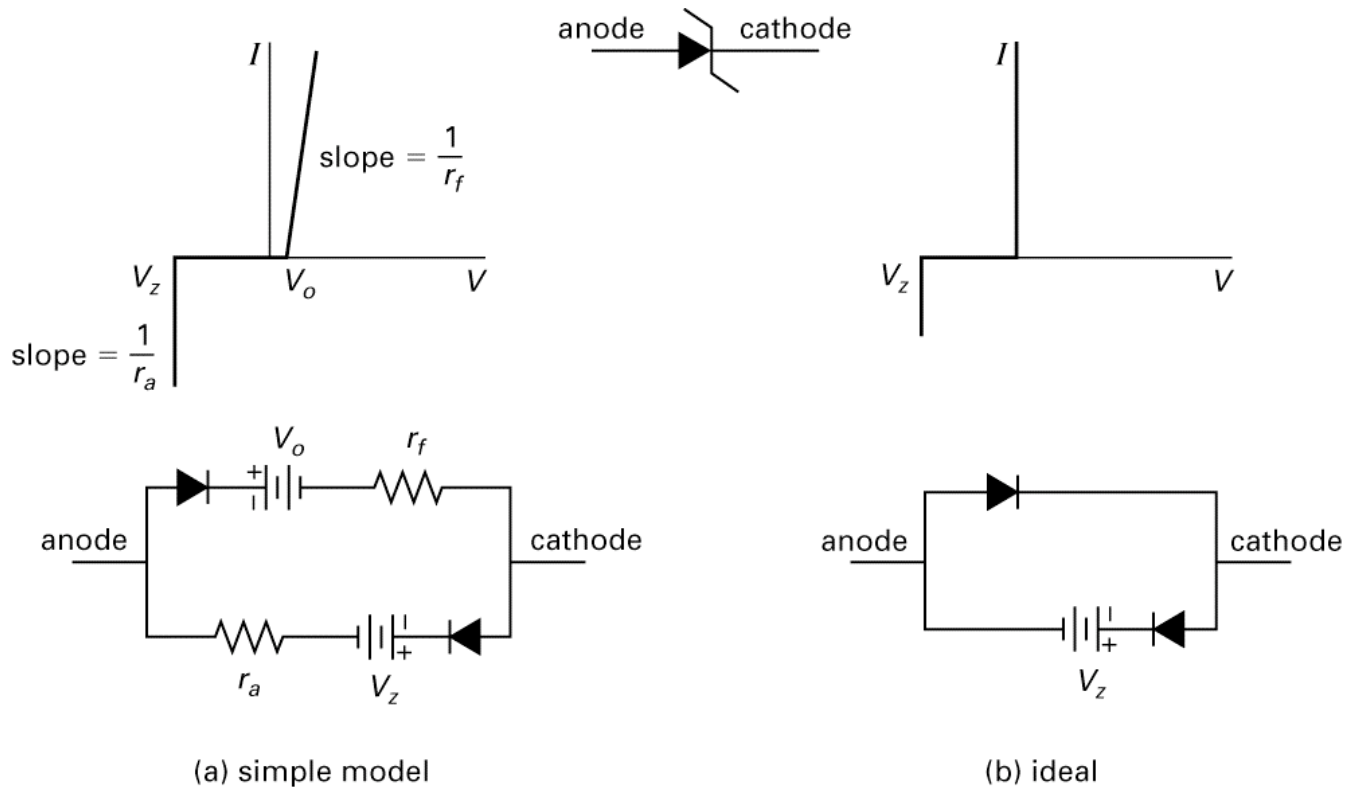 anode cathode
I
slope = 1/r_f
V_z V_o V
slope = 1/r_a
I
V_z V
V_o r_f
+
−
anode cathode
−
+
r_a V_z
anode cathode
−
+
V_z
(a) simple model (b) ideal